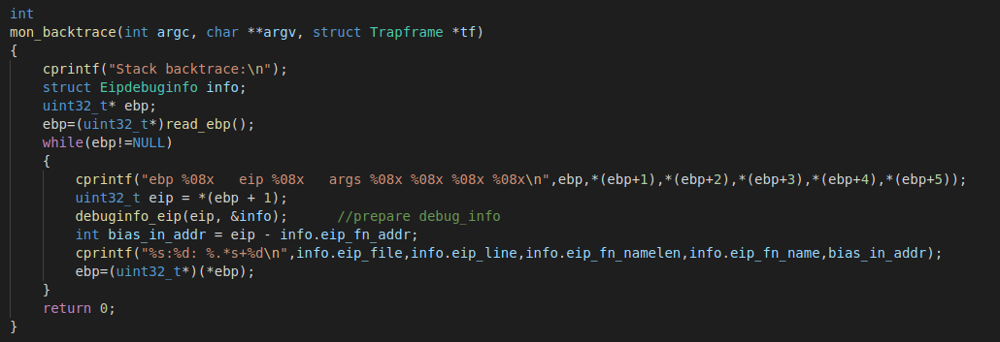 int
mon_backtrace(int argc, char **argv, struct Trapframe *tf)
{
    cprintf("Stack backtrace:\n");
    struct Eipdebuginfo info;
    uint32_t* ebp;
    ebp=(uint32_t*)read_ebp();
    while(ebp!=NULL)
    {
        cprintf("ebp %08x   eip %08x   args %08x %08x %08x %08x\n",ebp,*(ebp+1),*(ebp+2),*(ebp+3),*(ebp+4),*(ebp+5));
        uint32_t eip = *(ebp + 1);
        debuginfo_eip(eip, &info);      //prepare debug_info
        int bias_in_addr = eip - info.eip_fn_addr;
        cprintf("%s:%d: %.*s+%d\n",info.eip_file,info.eip_line,info.eip_fn_namelen,info.eip_fn_name,bias_in_addr);
        ebp=(uint32_t*)(*ebp);
    }
    return 0;
}